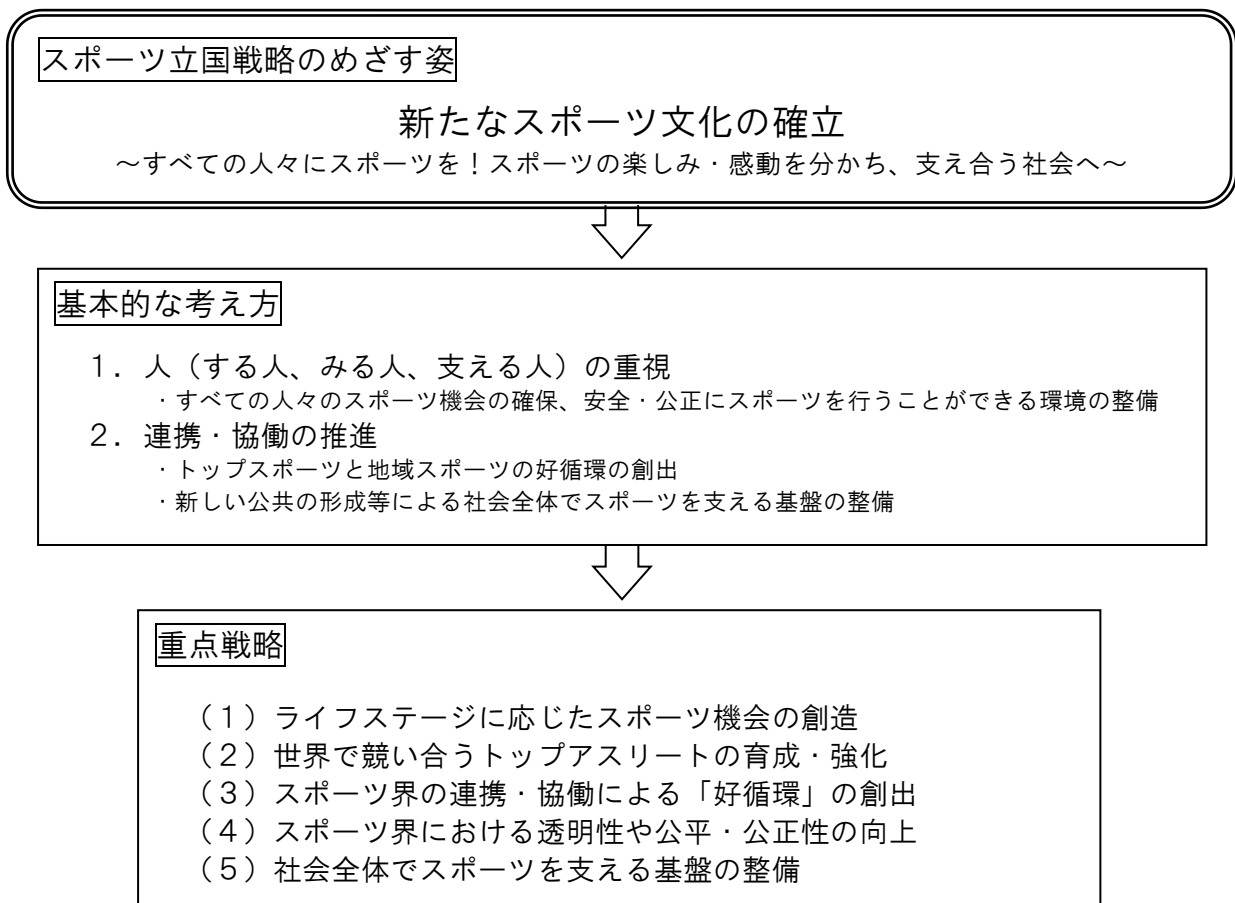 スポーツ立国戦略のめざす姿
新たなスポーツ文化の確立
～すべての人々にスポーツを！スポーツの楽しみ・感動を分かち、支え合う社会へ～
基本的な考え方
１．人（する人、みる人、支える人）の重視
・すべての人々のスポーツ機会の確保、安全・公正にスポーツを行うことができる環境の整備
２．連携・協働の推進
・トップスポーツと地域スポーツの好循環の創出
・新しい公共の形成等による社会全体でスポーツを支える基盤の整備
重点戦略
（１）ライフステージに応じたスポーツ機会の創造
（２）世界で競い合うトップアスリートの育成・強化
（３）スポーツ界の連携・協働による「好循環」の創出
（４）スポーツ界における透明性や公平・公正性の向上
（５）社会全体でスポーツを支える基盤の整備